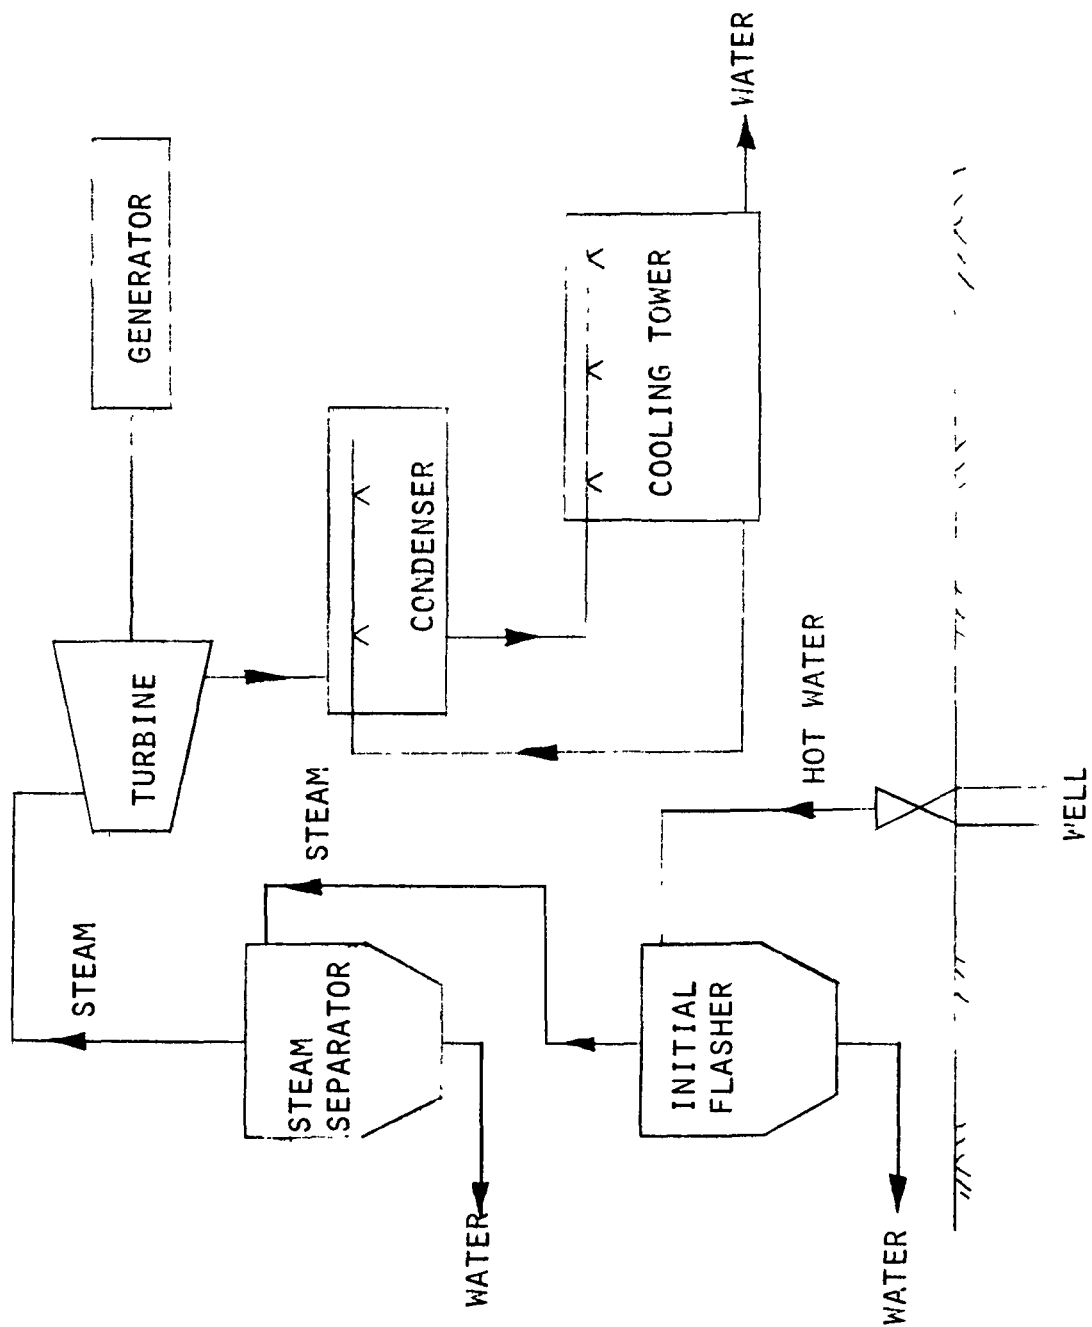 STEAM
TURBINE
GENERATOR
STEAM
SEPARATOR
STEAM
CONDENSER
WATER
COOLING TOWER
WATER
INITIAL
FLASHER
HOT WATER
WATER
WELL